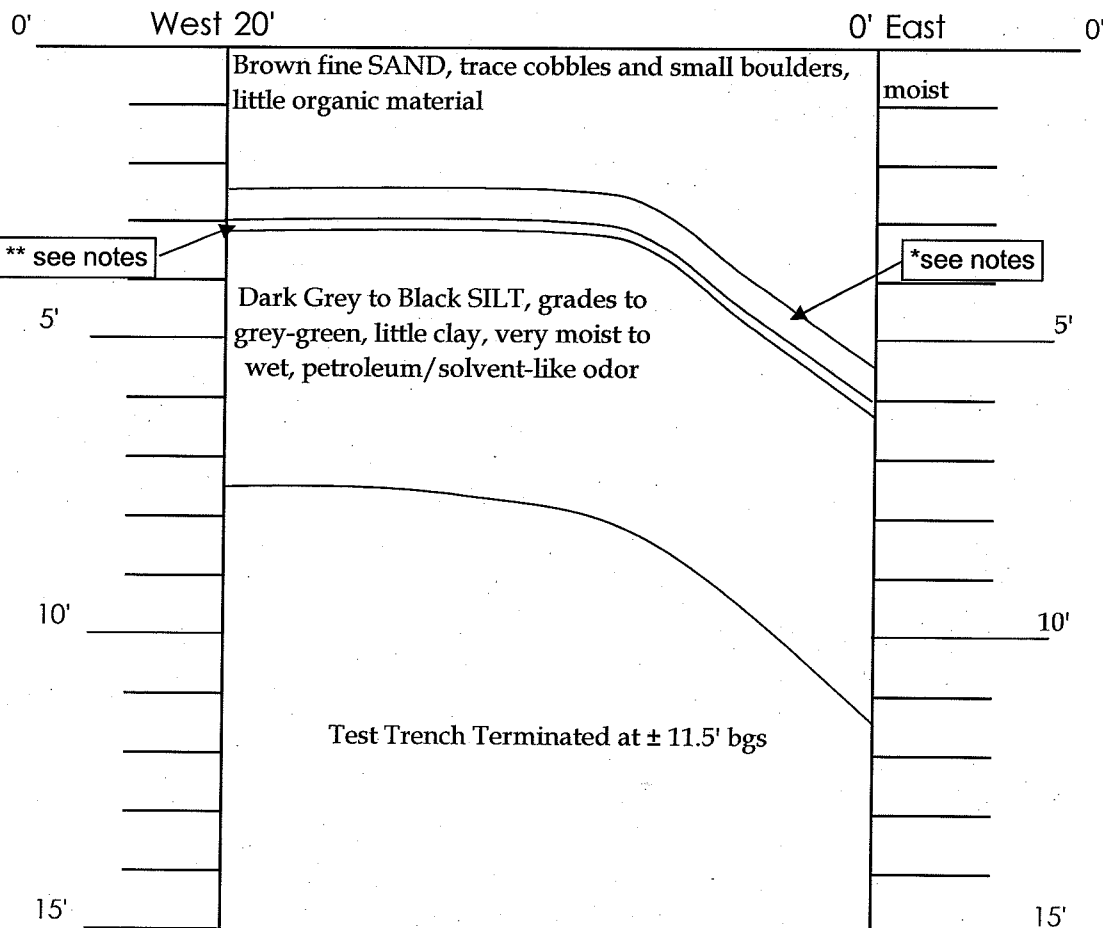 0' West 20' 0' East 0'
Brown fine SAND, trace cobbles and small boulders,
little organic material
moist
** see notes
*see notes
Dark Grey to Black SILT, grades to
grey-green, little clay, very moist to
wet, petroleum/solvent-like odor
5'
5'
10'
10'
Test Trench Terminated at ± 11.5' bgs
15'
15'